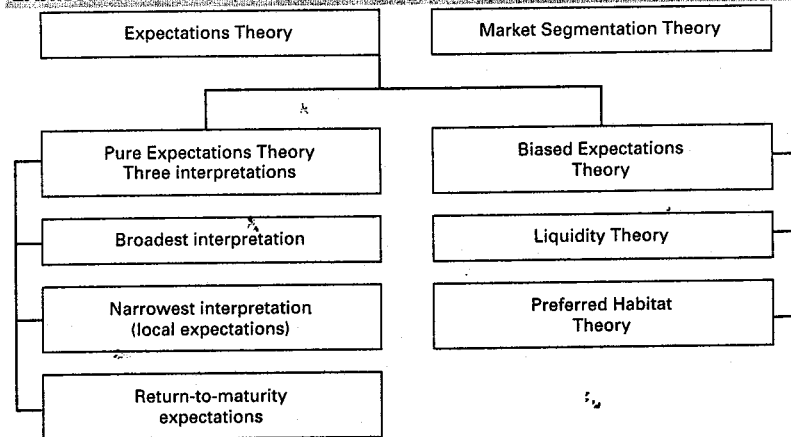 Expectations Theory
Market Segmentation Theory
Pure Expectations Theory
Three interpretations
Biased Expectations
Theory
Broadest interpretation
Liquidity Theory
Narrowest interpretation
(local expectations)
Preferred Habitat
Theory
Return-to-maturity
expectations